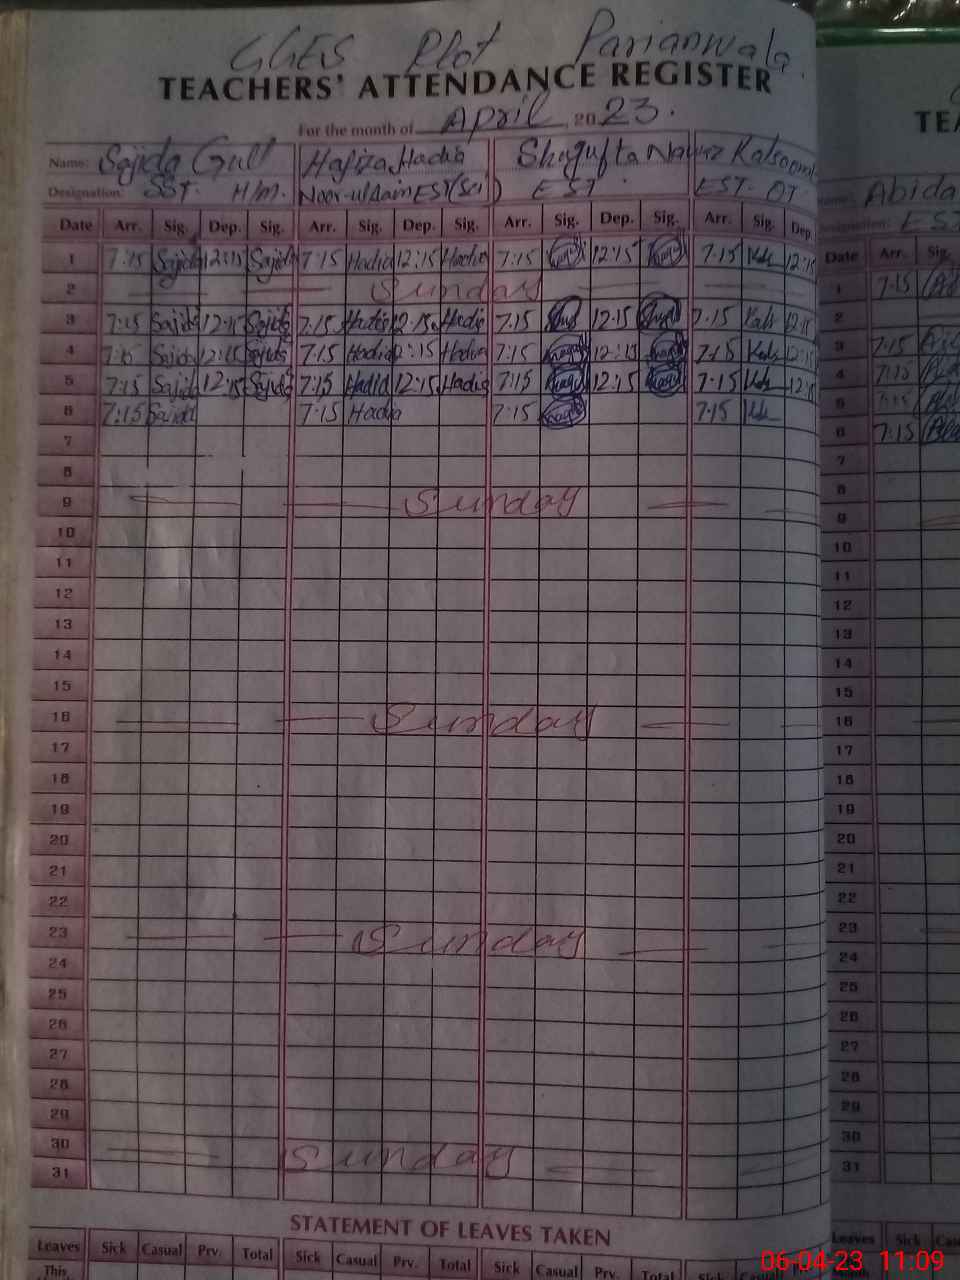 GGES Plot Parianwala.
TEACHERS' ATTENDANCE REGISTER
For the month of April, 2023.
Name: Sajida Gull Hafiza Hadia Shugufta Nawaz Kalsoom
Designation: SST. H/m. Noor-ul-Aain EST(Sci) EST EST. OT.
Date Arr. Sig. Dep. Sig. Arr. Sig. Dep. Sig. Arr. Sig. Dep. Sig. Arr. Sig. Dep.
1 7:15 Sajida 12:15 Sajida 7:15 Hadia 12:15 Hadia 7:15 12:15 7:15 12:15
2 Sunday
3 7:15 Sajida 12:15 Sajida 7:15 Hadia 12:15 Hadia 7:15 12:15 7:15 12:15
4 7:15 Sajida 12:15 Sajida 7:15 Hadia 12:15 Hadia 7:15 12:15 7:15 12:15
5 7:15 Sajida 12:15 Sajida 7:15 Hadia 12:15 Hadia 7:15 12:15 7:15 12:15
6 7:15 Sajida 7:15 Hadia 7:15 7:15
7
8
9 Sunday
10
11
12
13
14
15
16 Sunday
17
18
19
20
21
22
23 Sunday
24
25
26
27
28
29
30 Sunday
31
STATEMENT OF LEAVES TAKEN
Leaves Sick Casual Prv. Total Sick Casual Prv. Total Sick Casual Prv. Total Sick Casual
This
TEA
Abida
EST
Date Arr. Sig.
1 7:15
2
3 7:15
4 7:15
5 7:15
6 7:15
7
8
9
10
11
12
13
14
15
16
17
18
19
20
21
22
23
24
25
26
27
28
29
30
31
Leaves Sick Cas
06-04-23 11:09